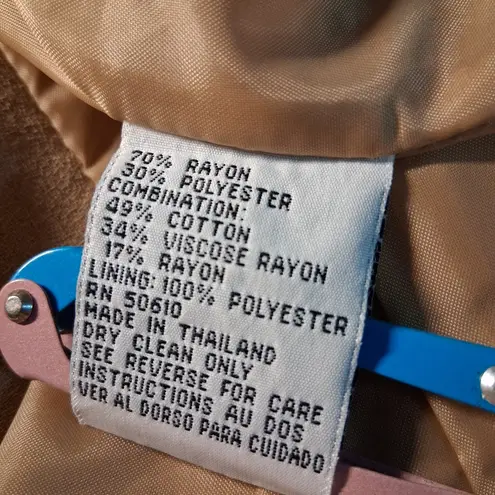 70% RAYON
30% POLYESTER
COMBINATION:
49% COTTON
34% VISCOSE RAYON
17% RAYON
LINING: 100% POLYESTER
RN 50610
MADE IN THAILAND
DRY CLEAN ONLY
SEE REVERSE FOR CARE
INSTRUCTIONS AU DOS
VER AL DORSO PARA CUIDADO